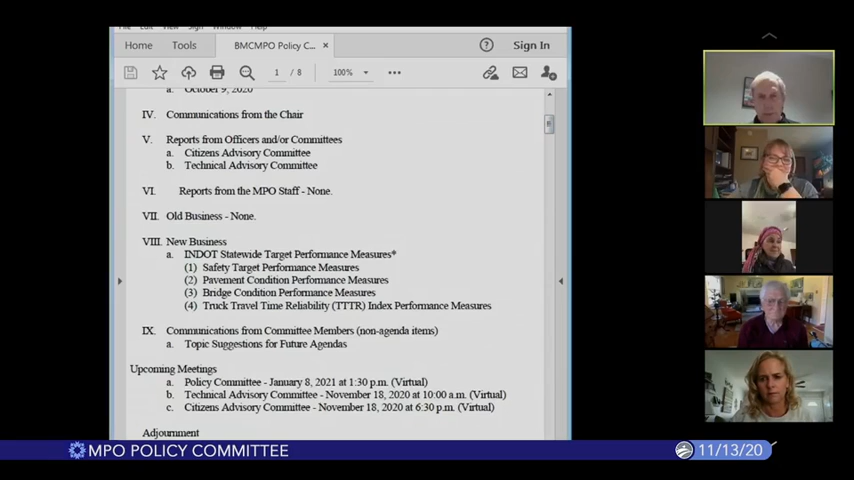 File Edit View Sign Window Help
Home Tools BMCMPO Policy C... × ? Sign In
1 / 8 100%
a. October 9, 2020
IV. Communications from the Chair
V. Reports from Officers and/or Committees
a. Citizens Advisory Committee
b. Technical Advisory Committee
VI. Reports from the MPO Staff - None.
VII. Old Business - None.
VIII. New Business
a. INDOT Statewide Target Performance Measures*
(1) Safety Target Performance Measures
(2) Pavement Condition Performance Measures
(3) Bridge Condition Performance Measures
(4) Truck Travel Time Reliability (TTTR) Index Performance Measures
IX. Communications from Committee Members (non-agenda items)
a. Topic Suggestions for Future Agendas
Upcoming Meetings
a. Policy Committee - January 8, 2021 at 1:30 p.m. (Virtual)
b. Technical Advisory Committee - November 18, 2020 at 10:00 a.m. (Virtual)
c. Citizens Advisory Committee - November 18, 2020 at 6:30 p.m. (Virtual)
Adjournment
MPO POLICY COMMITTEE
11/13/20